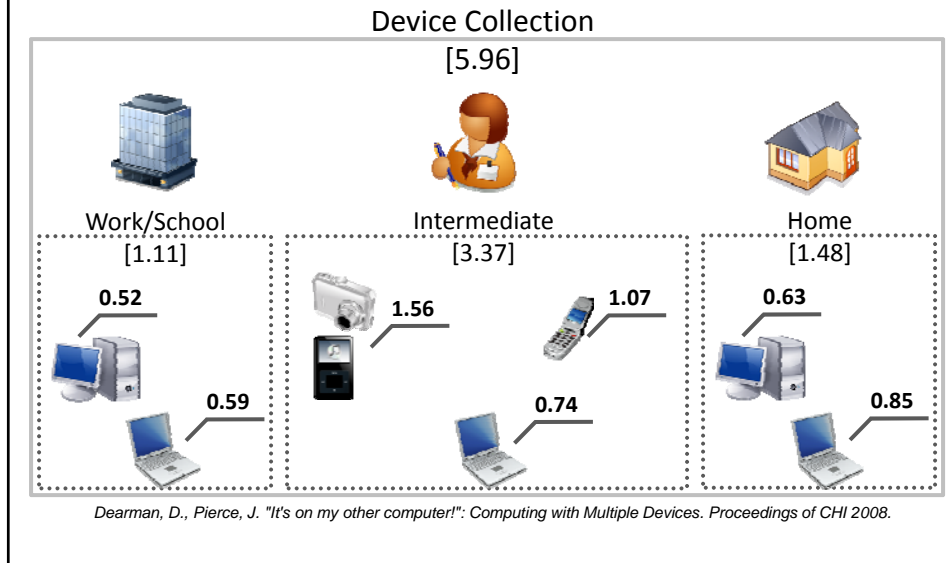 Device Collection
[5.96]
Work/School
[1.11]
0.52
0.59
Intermediate
[3.37]
1.56
1.07
0.74
Home
[1.48]
0.63
0.85
Dearman, D., Pierce, J. "It's on my other computer!": Computing with Multiple Devices. Proceedings of CHI 2008.